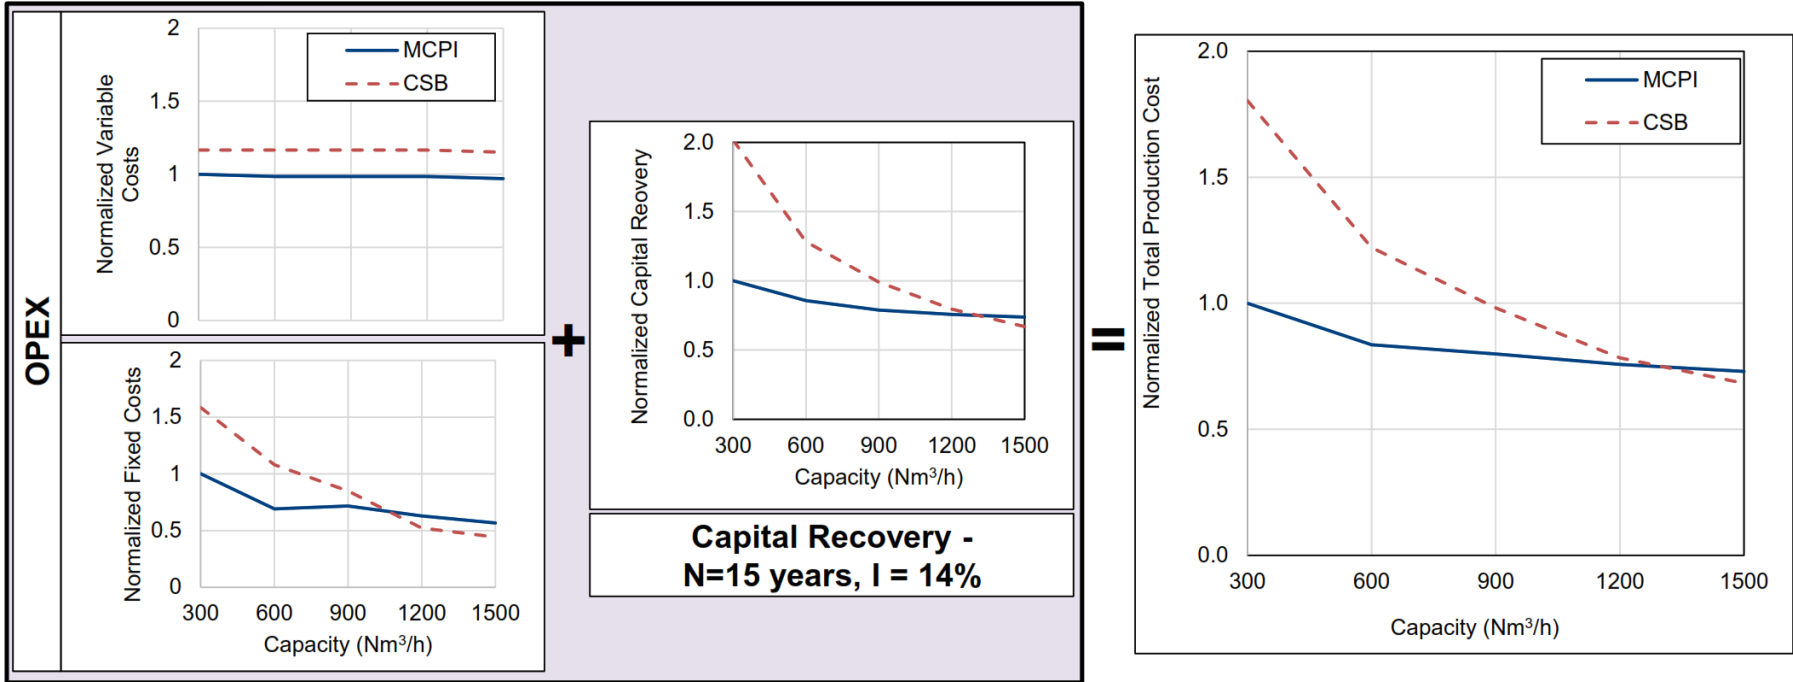 OPEX
Normalized Variable
Costs
2
1.5
1
0.5
0
MCPI
CSB
Normalized Fixed Costs
2
1.5
1
0.5
0
300 600 900 1200 1500
Capacity (Nm³/h)
+
Normalized Capital Reovery
2.0
1.5
1.0
0.5
0.0
300 600 900 1200 1500
Capacity (Nm³/h)
Capital Recovery -
N=15 years, I = 14%
=
Normalized Total Production Cost
2.0
1.5
1.0
0.5
0.0
MCPI
CSB
300 600 900 1200 1500
Capacity (Nm³/h)